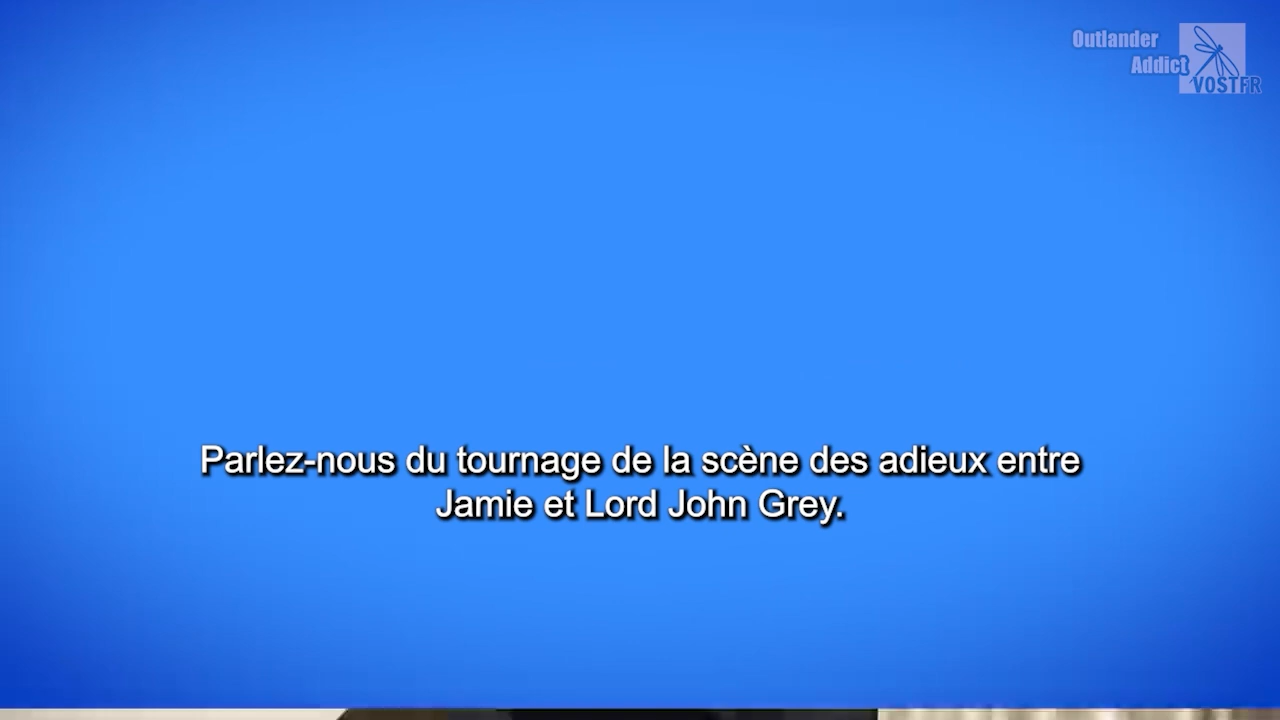 Outlander
Addict
VOSTFR
Parlez-nous du tournage de la scène des adieux entre
Jamie et Lord John Grey.